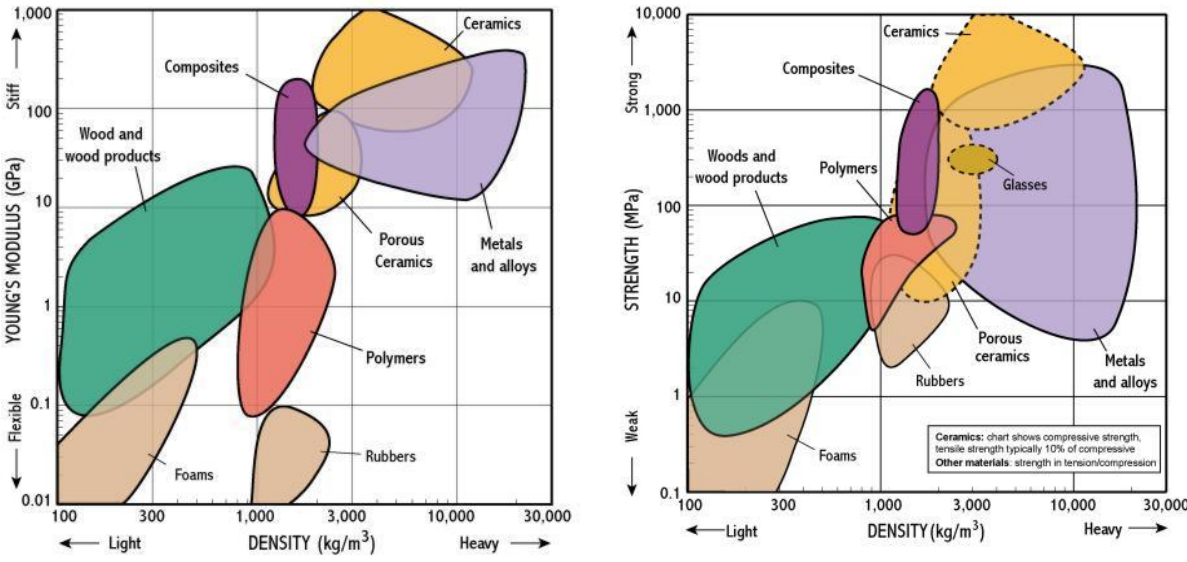 1,000
100
10
1
0.1
0.01
YOUNG'S MODULUS (GPa)
Stiff
Flexible
Ceramics
Composites
Wood and
wood products
Porous
Ceramics
Metals
and alloys
Polymers
Foams
Rubbers
100
300
1,000
3,000
10,000
30,000
Light
DENSITY (kg/m³)
Heavy
10,000
1,000
100
10
1
0.1
STRENGTH (MPa)
Strong
Weak
Ceramics
Composites
Woods and
wood products
Polymers
Glasses
Porous
ceramics
Rubbers
Metals
and alloys
Foams
Ceramics: chart shows compressive strength,
tensile strength typically 10% of compressive
Other materials: strength in tension/compression
100
300
1,000
3,000
10,000
30,000
Light
DENSITY (kg/m³)
Heavy